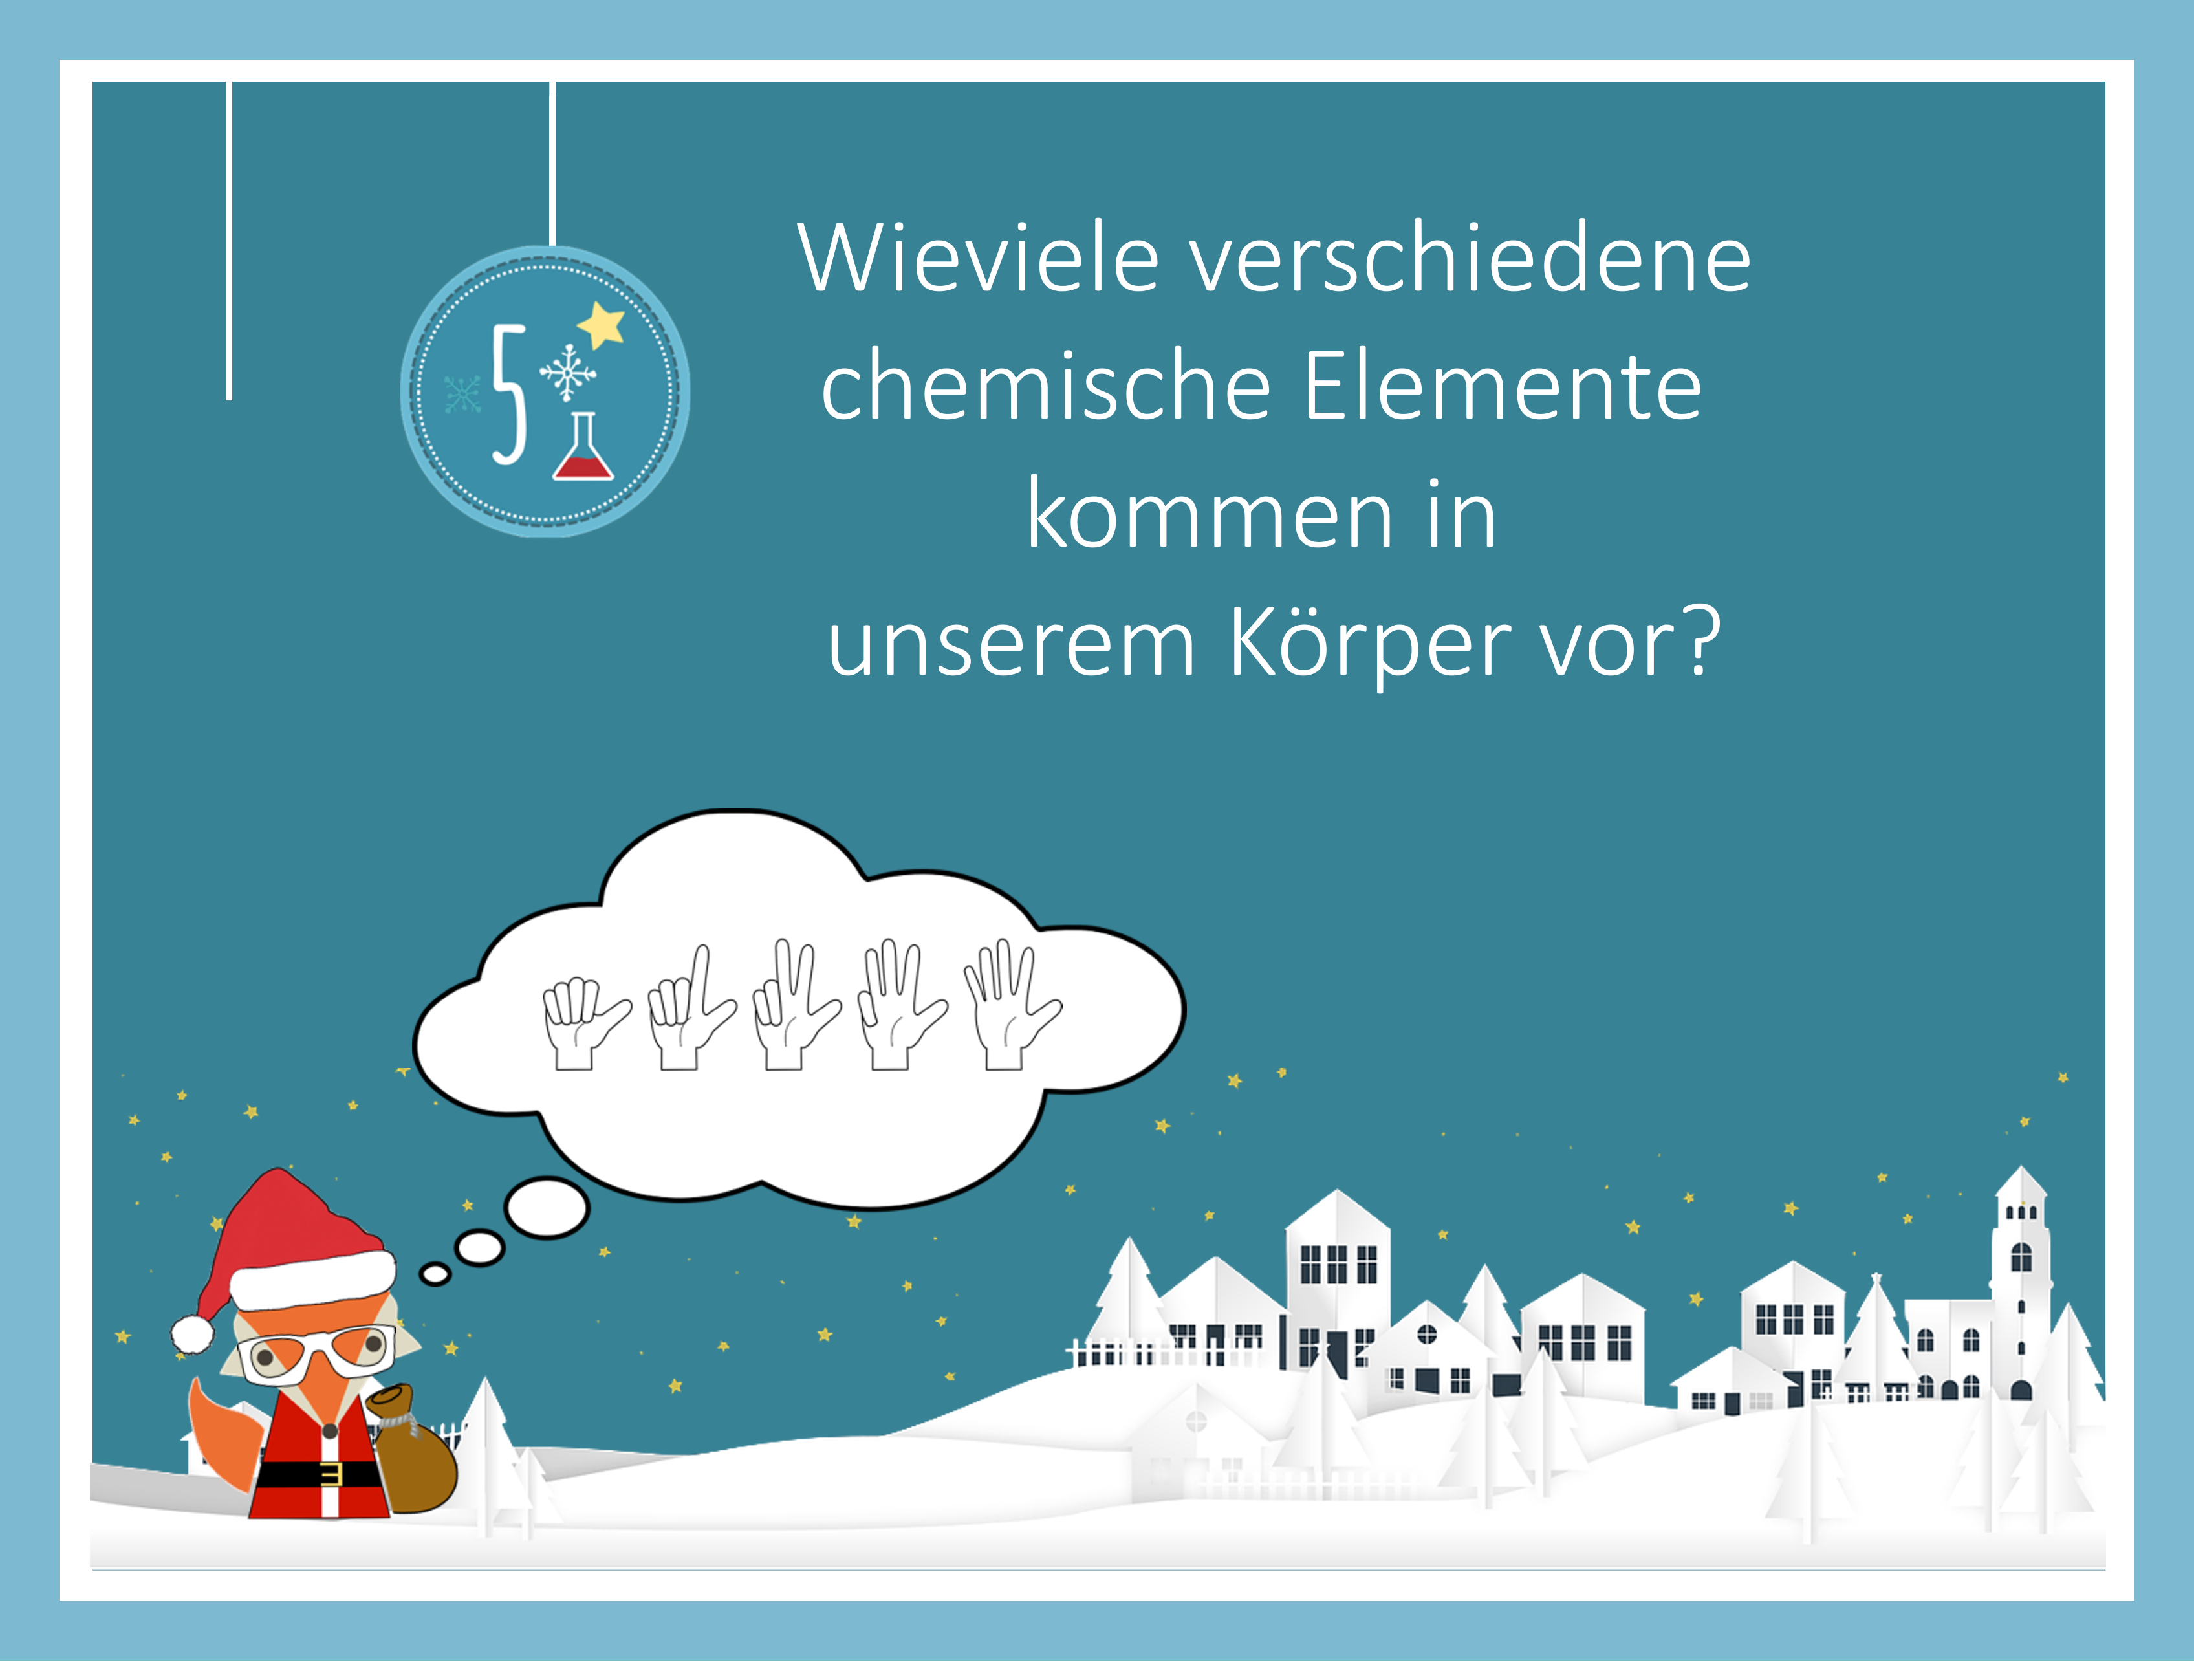 5
Wieviele verschiedene
chemische Elemente
kommen in
unserem Körper vor?